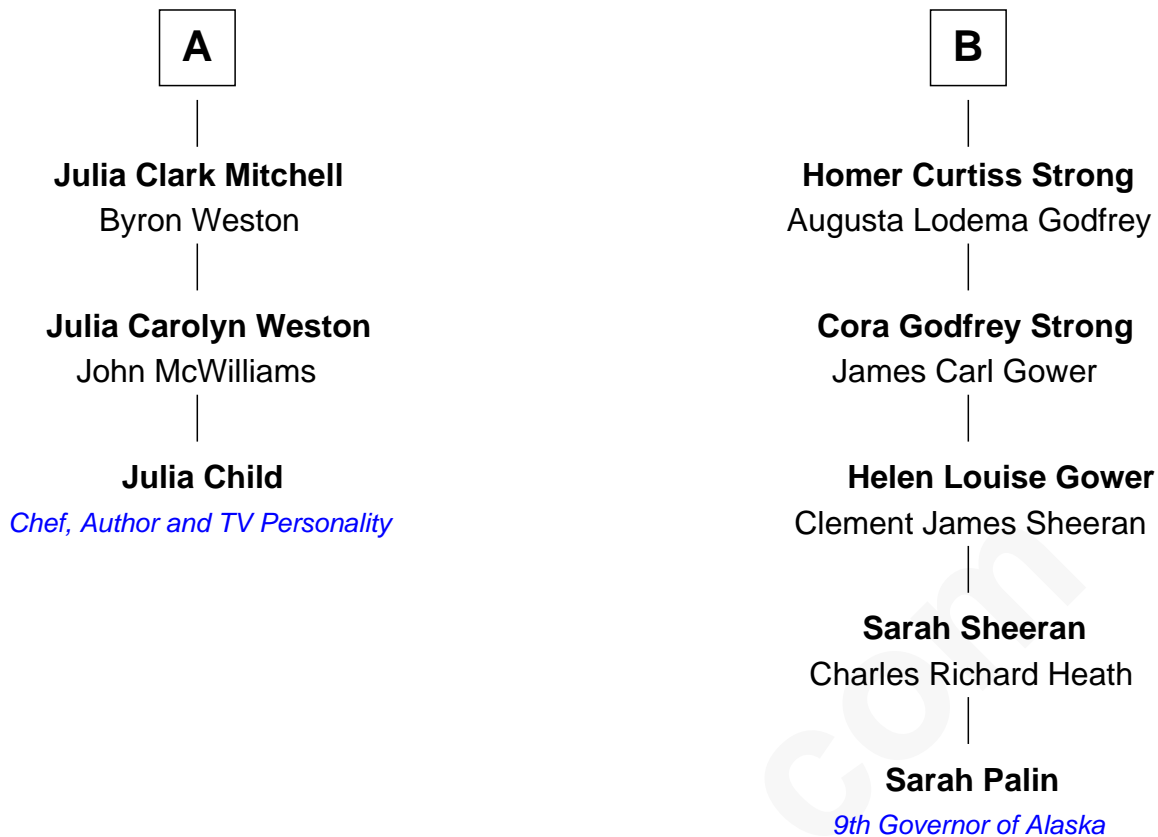 A
Julia Clark Mitchell
Byron Weston
Julia Carolyn Weston
John McWilliams
Julia Child
Chef, Author and TV Personality
B
Homer Curtiss Strong
Augusta Lodema Godfrey
Cora Godfrey Strong
James Carl Gower
Helen Louise Gower
Clement James Sheeran
Sarah Sheeran
Charles Richard Heath
Sarah Palin
9th Governor of Alaska
com